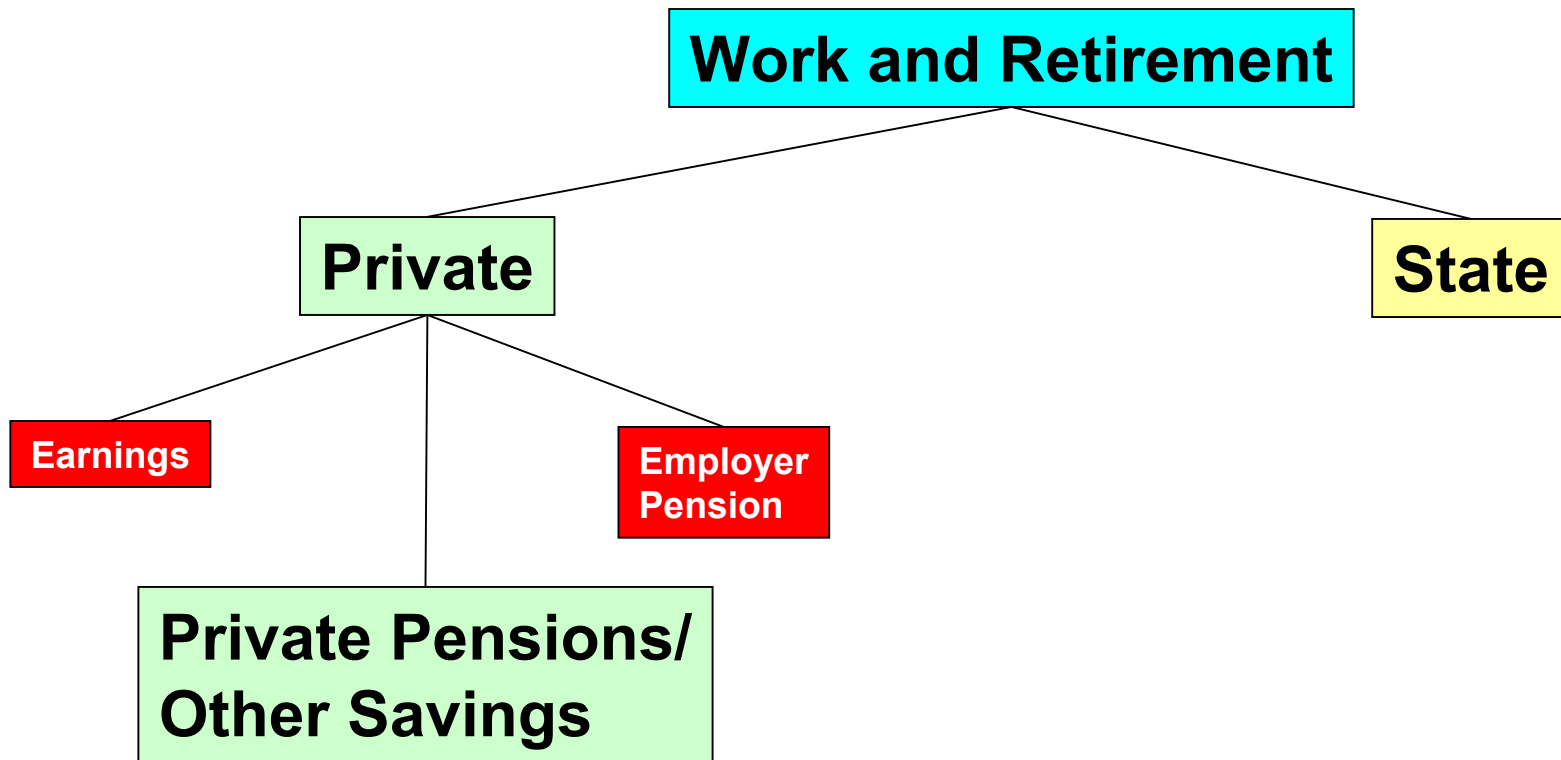 Work and Retirement
Private
State
Earnings
Employer
Pension
Private Pensions/
Other Savings